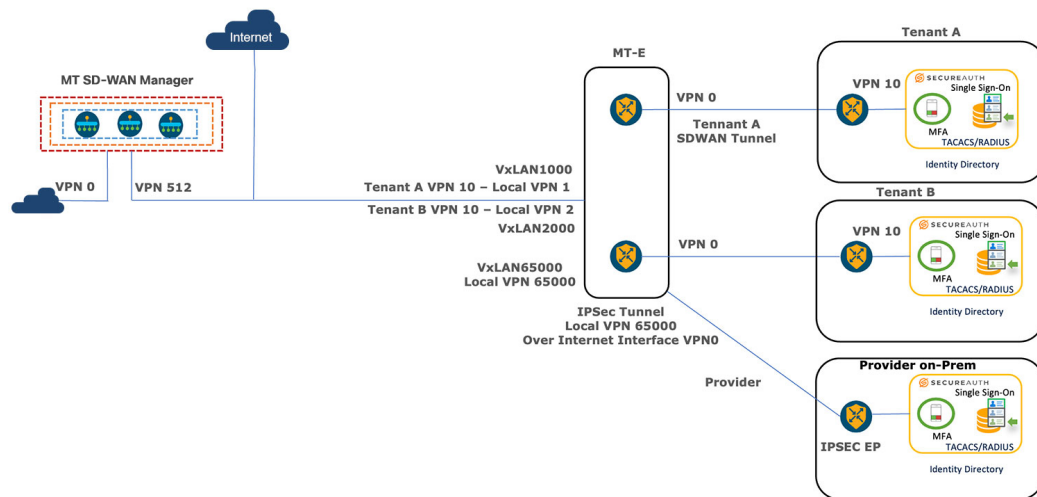 Internet
MT SD-WAN Manager
VPN 0
VPN 512
VxLAN1000
Tenant A VPN 10 – Local VPN 1
Tenant B VPN 10 – Local VPN 2
VxLAN2000
VxLAN65000
Local VPN 65000
MT-E
IPSec Tunnel
Local VPN 65000
Over Internet Interface VPN0
VPN 0
Tennant A
SDWAN Tunnel
VPN 0
Provider
Tenant A
VPN 10
SECUREAUTH
Single Sign-On
MFA
TACACS/RADIUS
Identity Directory
Tenant B
VPN 10
SECUREAUTH
Single Sign-On
MFA
TACACS/RADIUS
Identity Directory
Provider on-Prem
SECUREAUTH
Single Sign-On
MFA
TACACS/RADIUS
IPSEC EP
Identity Directory